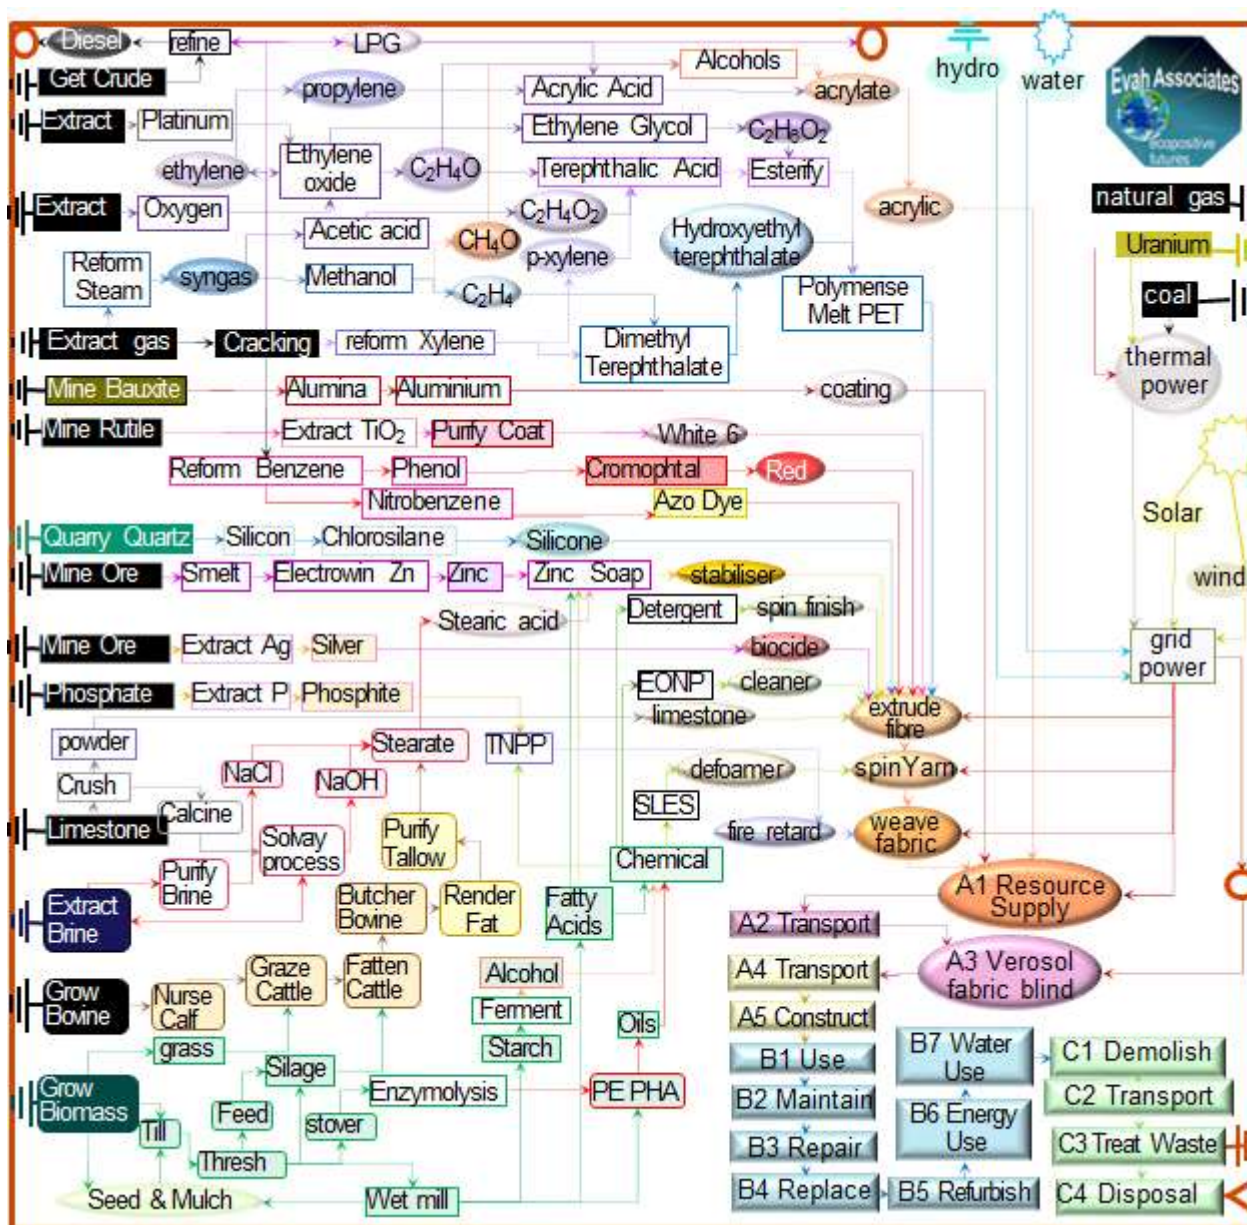 Diesel
refine
LPG
hydro
water
Evah Associates
ecopositive
futures
Get Crude
propylene
Acrylic Acid
Alcohols
acrylate
Extract
Platinum
Ethylene Glycol
C2H6O2
ethylene
Ethylene
oxide
C2H4O
Terephthalic Acid
Esterify
Extract
Oxygen
Acetic acid
C2H4O2
CH4O
p-xylene
Hydroxyethyl
terephthalate
acrylic
natural gas
Uranium
coal
thermal
power
Reform
Steam
syngas
Methanol
C2H4
Polymerise
Melt PET
Extract gas
Cracking
reform Xylene
Dimethyl
Terephthalate
Mine Bauxite
Alumina
Aluminium
coating
Mine Rutile
Extract TiO2
Purify Coat
White 6
Reform Benzene
Phenol
Cromophtal
Red
Nitrobenzene
Azo Dye
Solar
wind
Quarry Quartz
Silicon
Chlorosilane
Silicone
Mine Ore
Smelt
Electrowin Zn
Zinc
Zinc Soap
stabiliser
Stearic acid
Detergent
spin finish
Mine Ore
Extract Ag
Silver
biocide
grid
power
Phosphate
Extract P
Phosphite
EONP
cleaner
limestone
extrude
fibre
powder
Stearate
TNPP
Crush
NaCl
NaOH
defoamer
spinYarn
Limestone
Calcine
Solvay
process
Purify
Tallow
SLES
fire retard
weave
fabric
Purify
Brine
Chemical
Extract
Brine
Butcher
Bovine
Render
Fat
Fatty
Acids
A1 Resource
Supply
A2 Transport
A3 Verosol
fabric blind
A4 Transport
A5 Construct
Grow
Bovine
Nurse
Calf
Graze
Cattle
Fatten
Cattle
Alcohol
Ferment
Starch
Oils
grass
Silage
Enzymolysis
PE PHA
Grow
Biomass
Feed
stover
Till
Thresh
Seed & Mulch
Wet mill
B1 Use
B2 Maintain
B3 Repair
B4 Replace
B5 Refurbish
B6 Energy
Use
B7 Water
Use
C1 Demolish
C2 Transport
C3 Treat Waste
C4 Disposal